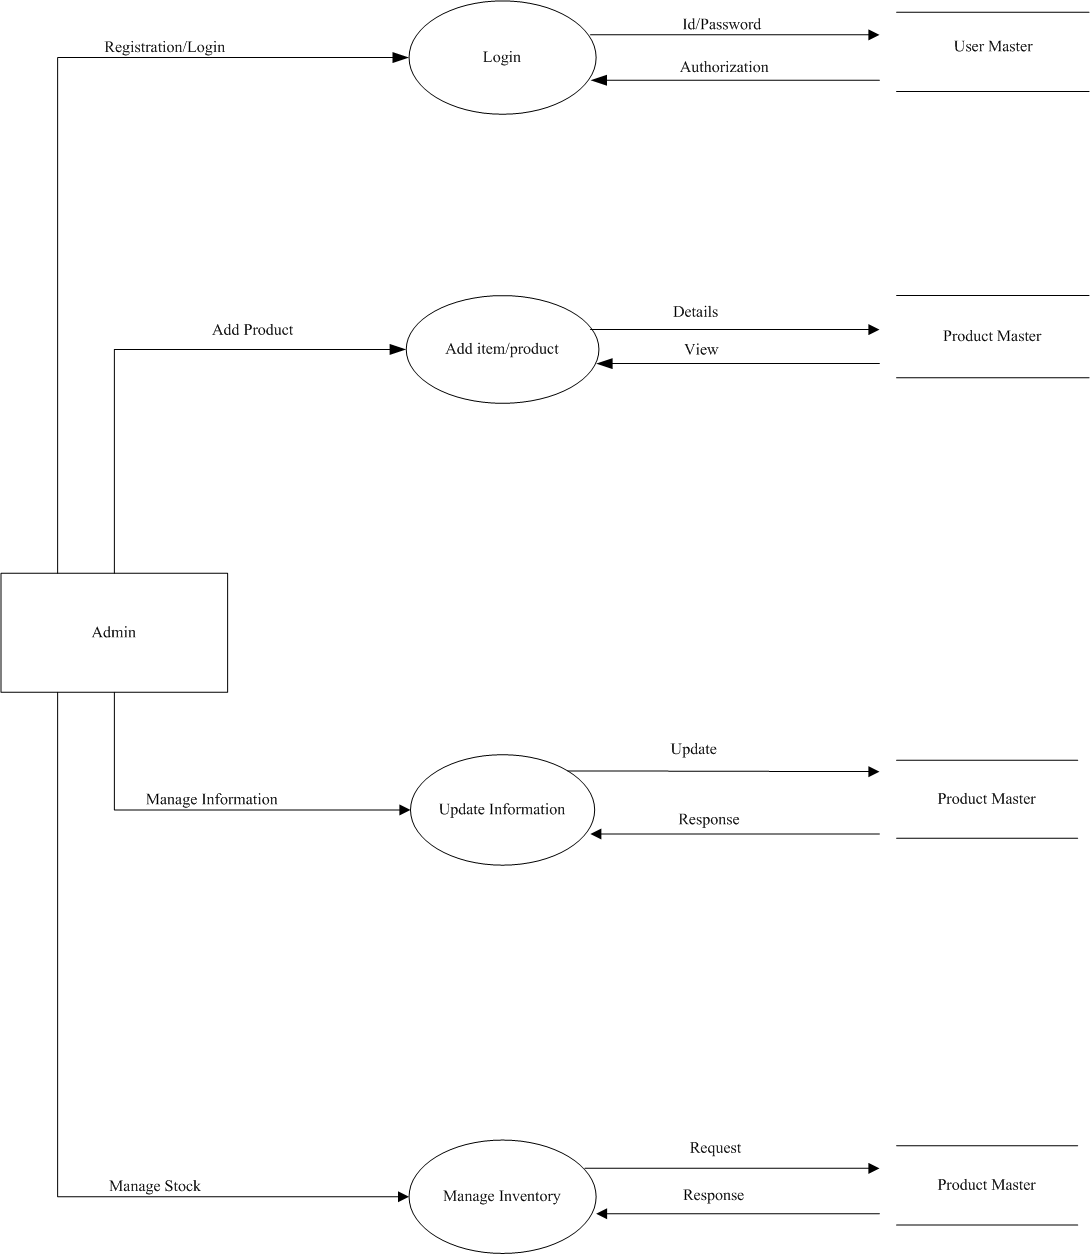 Id/Password
Registration/Login
User Master
Login
Authorization
Details
Add Product
Product Master
Add item/product
View
Admin
Update
Manage Information
Product Master
Update Information
Response
Request
Manage Stock
Product Master
Manage Inventory
Response